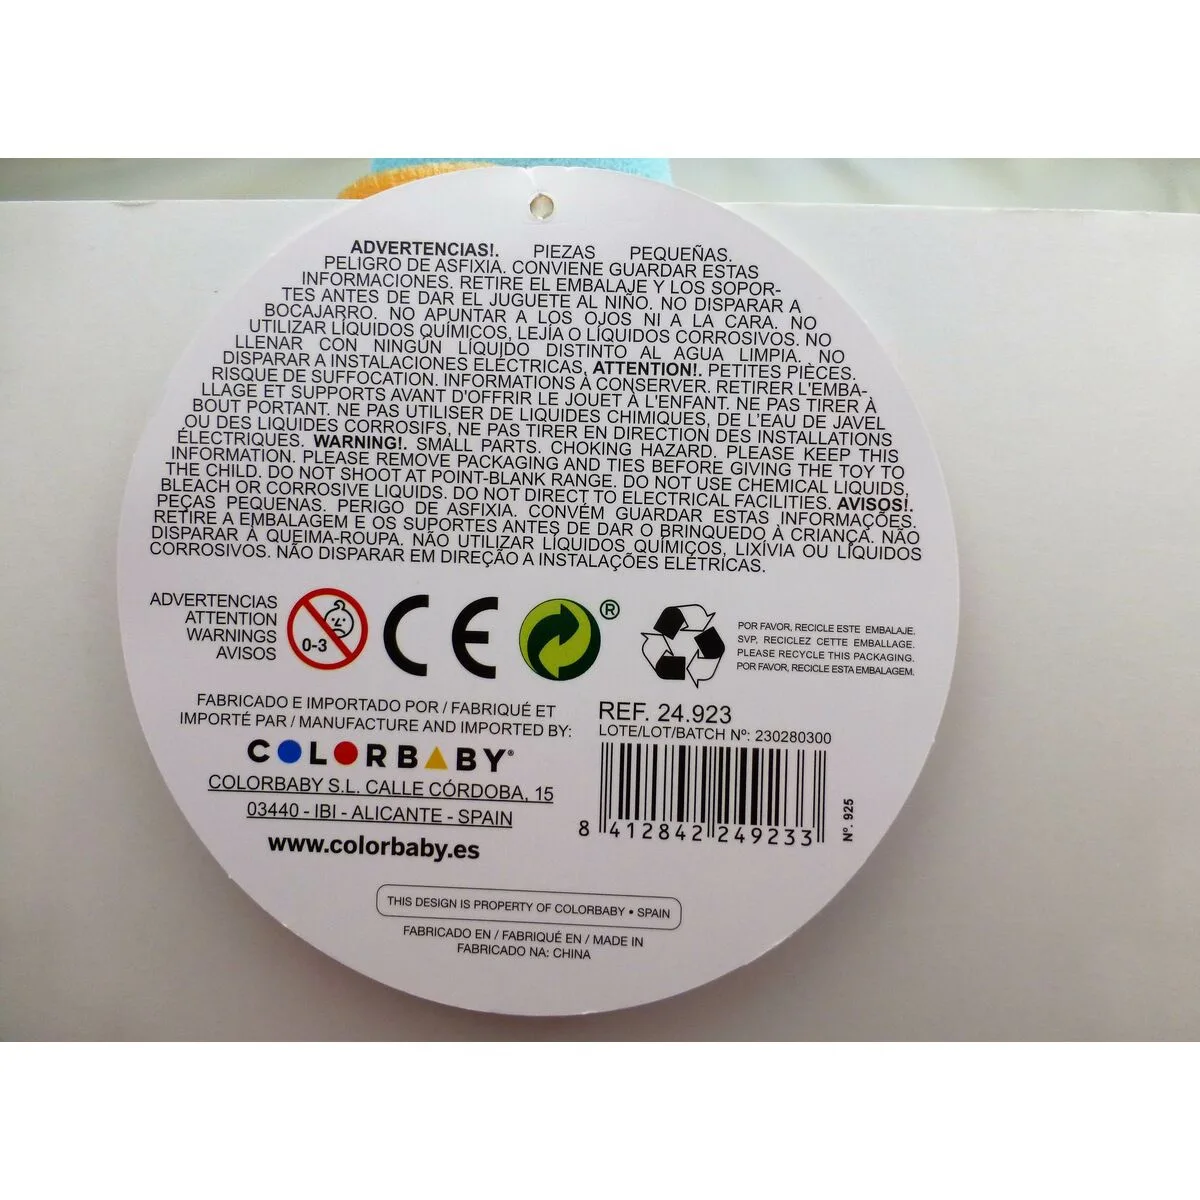 ADVERTENCIAS!. PIEZAS PEQUEÑAS.
PELIGRO DE ASFIXIA. CONVIENE GUARDAR ESTAS
INFORMACIONES. RETIRE EL EMBALAJE Y LOS SOPOR-
TES ANTES DE DAR EL JUGUETE AL NIÑO. NO DISPARAR A
BOCAJARRO. NO APUNTAR A LOS OJOS NI A LA CARA. NO
UTILIZAR LÍQUIDOS QUÍMICOS, LEJÍA O LÍQUIDOS CORROSIVOS. NO
LLENAR CON NINGÚN LÍQUIDO DISTINTO AL AGUA LIMPIA. NO
DISPARAR A INSTALACIONES ELÉCTRICAS, ATTENTION!. PETITES PIÈCES.
RISQUE DE SUFFOCATION. INFORMATIONS À CONSERVER. RETIRER L'EMBA-
LLAGE ET SUPPORTS AVANT D'OFFRIR LE JOUET À L'ENFANT. NE PAS TIRER À
BOUT PORTANT. NE PAS UTILISER DE LIQUIDES CHIMIQUES, DE L'EAU DE JAVEL
OU DES LIQUIDES CORROSIFS, NE PAS TIRER EN DIRECTION DES INSTALLATIONS
ÉLECTRIQUES. WARNING!. SMALL PARTS. CHOKING HAZARD. PLEASE KEEP THIS
INFORMATION. PLEASE REMOVE PACKAGING AND TIES BEFORE GIVING THE TOY TO
THE CHILD. DO NOT SHOOT AT POINT-BLANK RANGE. DO NOT USE CHEMICAL LIQUIDS,
BLEACH OR CORROSIVE LIQUIDS. DO NOT DIRECT TO ELECTRICAL FACILITIES. AVISOS!.
PEÇAS PEQUENAS. PERIGO DE ASFIXIA. CONVÉM GUARDAR ESTAS INFORMAÇÕES.
RETIRE A EMBALAGEM E OS SUPORTES ANTES DE DAR O BRINQUEDO À CRIANÇA. NÃO
DISPARAR À QUEIMA-ROUPA. NÃO UTILIZAR LÍQUIDOS QUÍMICOS, LIXÍVIA OU LÍQUIDOS
CORROSIVOS. NÃO DISPARAR EM DIREÇÃO A INSTALAÇÕES ELÉTRICAS.
ADVERTENCIAS
ATTENTION
WARNINGS
AVISOS
0-3
CE
®
POR FAVOR, RECICLE ESTE EMBALAJE.
SVP, RECICLEZ CETTE EMBALLAGE.
PLEASE RECYCLE THIS PACKAGING.
POR FAVOR, RECICLE ESTA EMBALAGEM.
FABRICADO E IMPORTADO POR / FABRIQUÉ ET
IMPORTÉ PAR / MANUFACTURE AND IMPORTED BY:
COLORBABY®
COLORBABY S.L. CALLE CÓRDOBA, 15
03440 - IBI - ALICANTE - SPAIN
www.colorbaby.es
REF. 24.923
LOTE/LOT/BATCH Nº: 230280300
8 412842 249233
Nº. 925
THIS DESIGN IS PROPERTY OF COLORBABY • SPAIN
FABRICADO EN / FABRIQUÉ EN / MADE IN
FABRICADO NA: CHINA